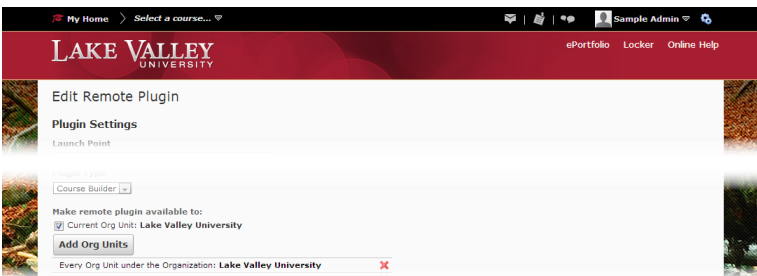 My Home Select a course...
Sample Admin
LAKE VALLEY
UNIVERSITY
ePortfolio Locker Online Help
Edit Remote Plugin
Plugin Settings
Launch Point
Plugin Type
Course Builder
Make remote plugin available to:
Current Org Unit: Lake Valley University
Add Org Units
Every Org Unit under the Organization: Lake Valley University